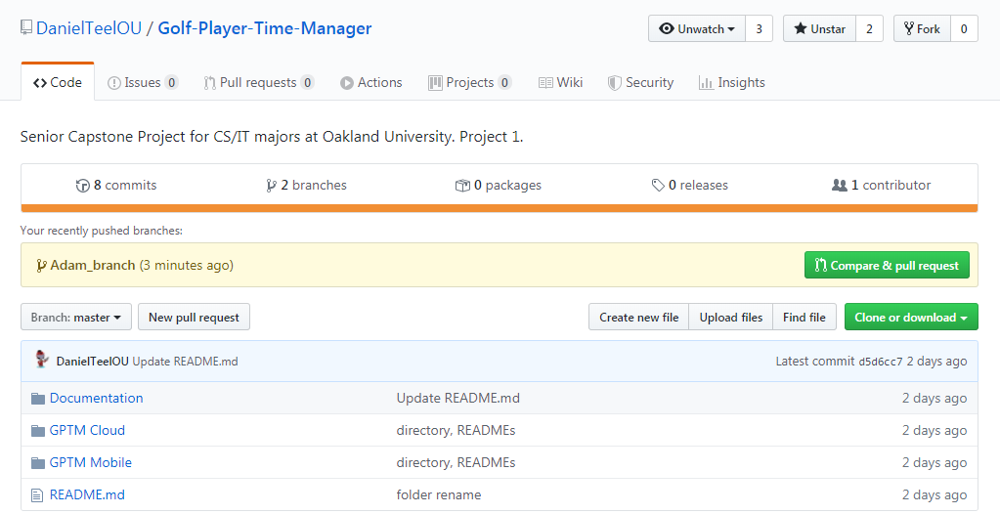 DanielTeelOU / Golf-Player-Time-Manager Unwatch 3 Unstar 2 Fork 0
Code Issues 0 Pull requests 0 Actions Projects 0 Wiki Security Insights
Senior Capstone Project for CS/IT majors at Oakland University. Project 1.
8 commits 2 branches 0 packages 0 releases 1 contributor
Your recently pushed branches:
Adam_branch (3 minutes ago) Compare & pull request
Branch: master New pull request Create new file Upload files Find file Clone or download
DanielTeelOU Update README.md Latest commit d5d6cc7 2 days ago
Documentation Update README.md 2 days ago
GPTM Cloud directory, READMEs 2 days ago
GPTM Mobile directory, READMEs 2 days ago
README.md folder rename 2 days ago